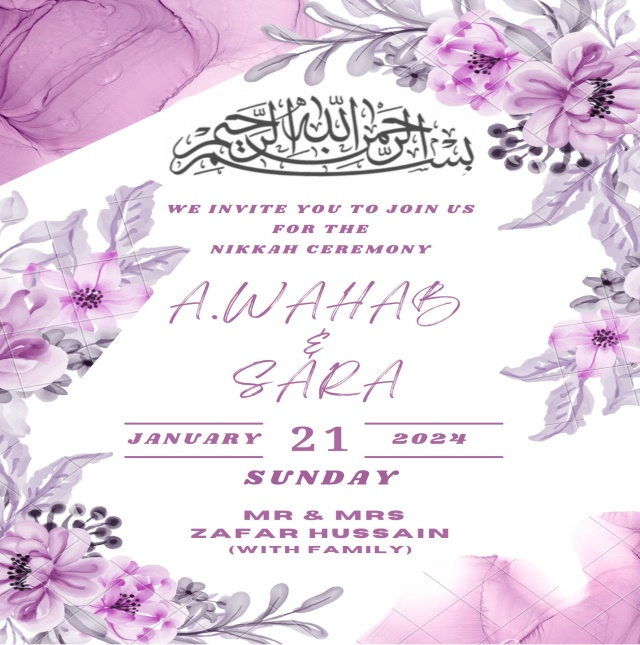 بسم الله الرحمن الرحيم
WE INVITE YOU TO JOIN US
FOR THE
NIKKAH CEREMONY
A.WAHAB
&
SARA
JANUARY 21 2024
SUNDAY
MR & MRS
ZAFAR HUSSAIN
(WITH FAMILY)